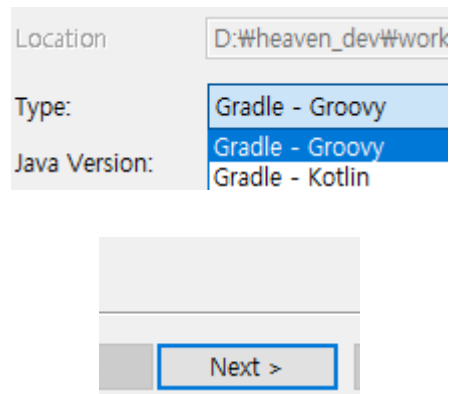 Location D:₩heaven_dev₩work
Type: Gradle - Groovy
Gradle - Groovy
Java Version:
Gradle - Kotlin
Next >